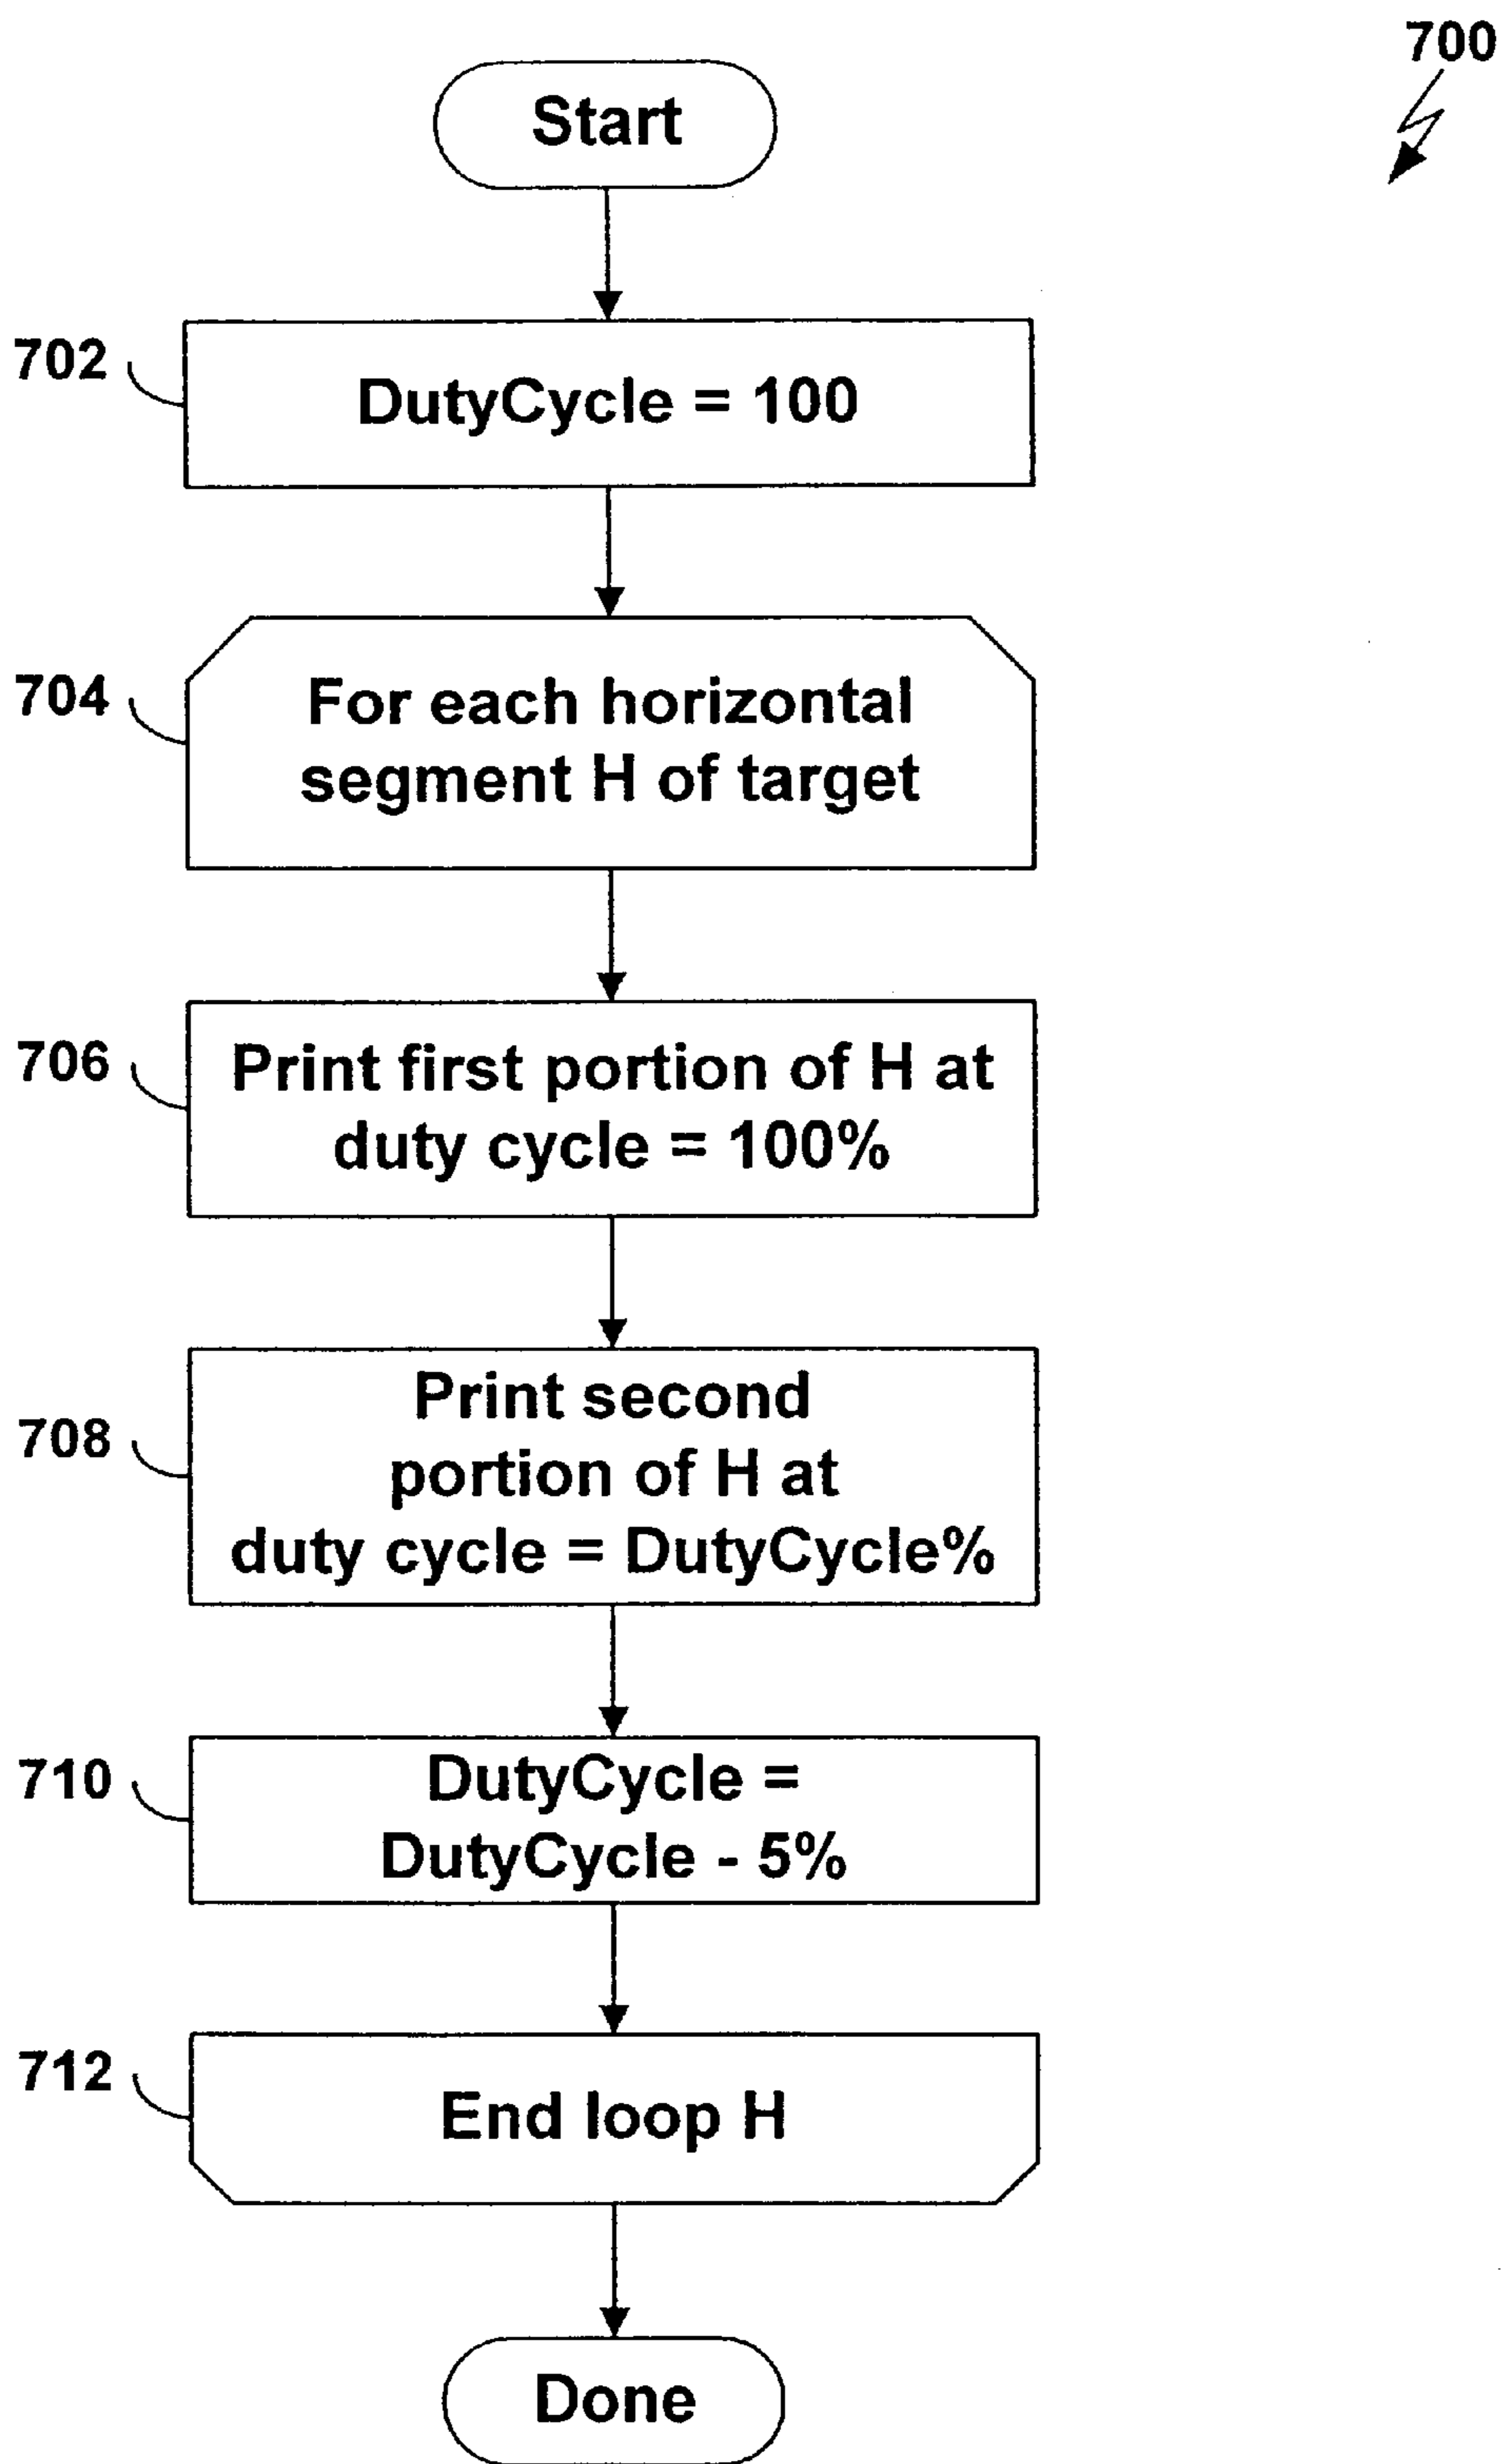 700
Start
702
DutyCycle = 100
704
For each horizontal
segment H of target
706
Print first portion of H at
duty cycle = 100%
708
Print second
portion of H at
duty cycle = DutyCycle%
710
DutyCycle =
DutyCycle - 5%
712
End loop H
Done